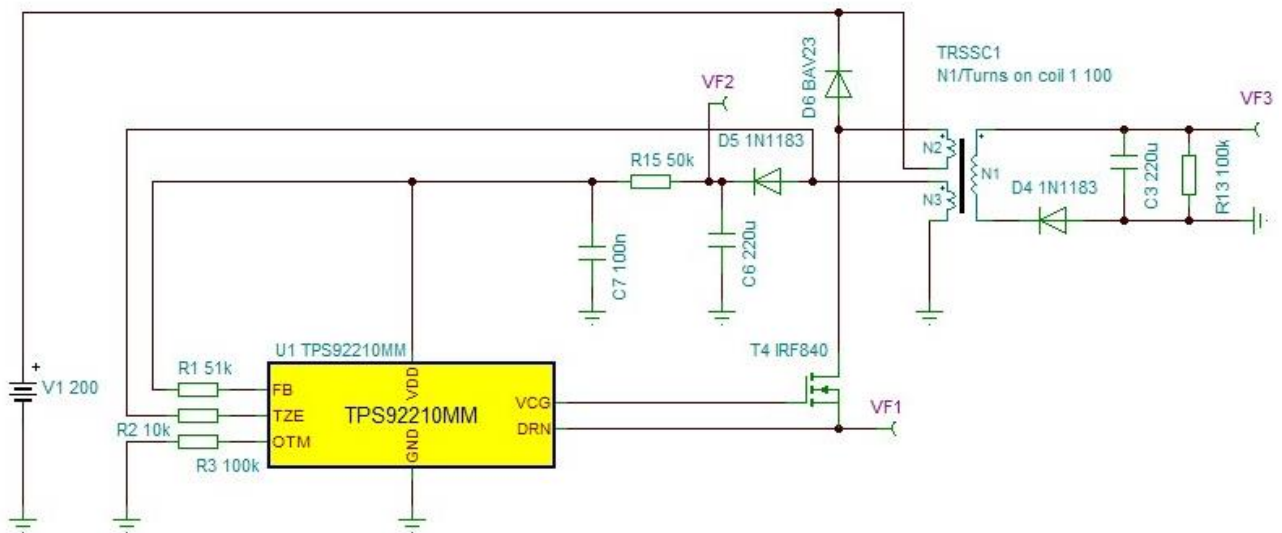 TRSSC1
N1/Turns on coil 1 100
D6 BAV23
VF2
VF3
D5 1N1183
R15 50k
N2
N1
N3
D4 1N1183
C3 220u
R13 100k
C7 100n
C6 220u
U1 TPS92210MM
T4 IRF840
R1 51k
+
V1 200
FB
VDD
TZE
TPS92210MM
VCG
VF1
R2 10k
OTM
GND
DRN
R3 100k